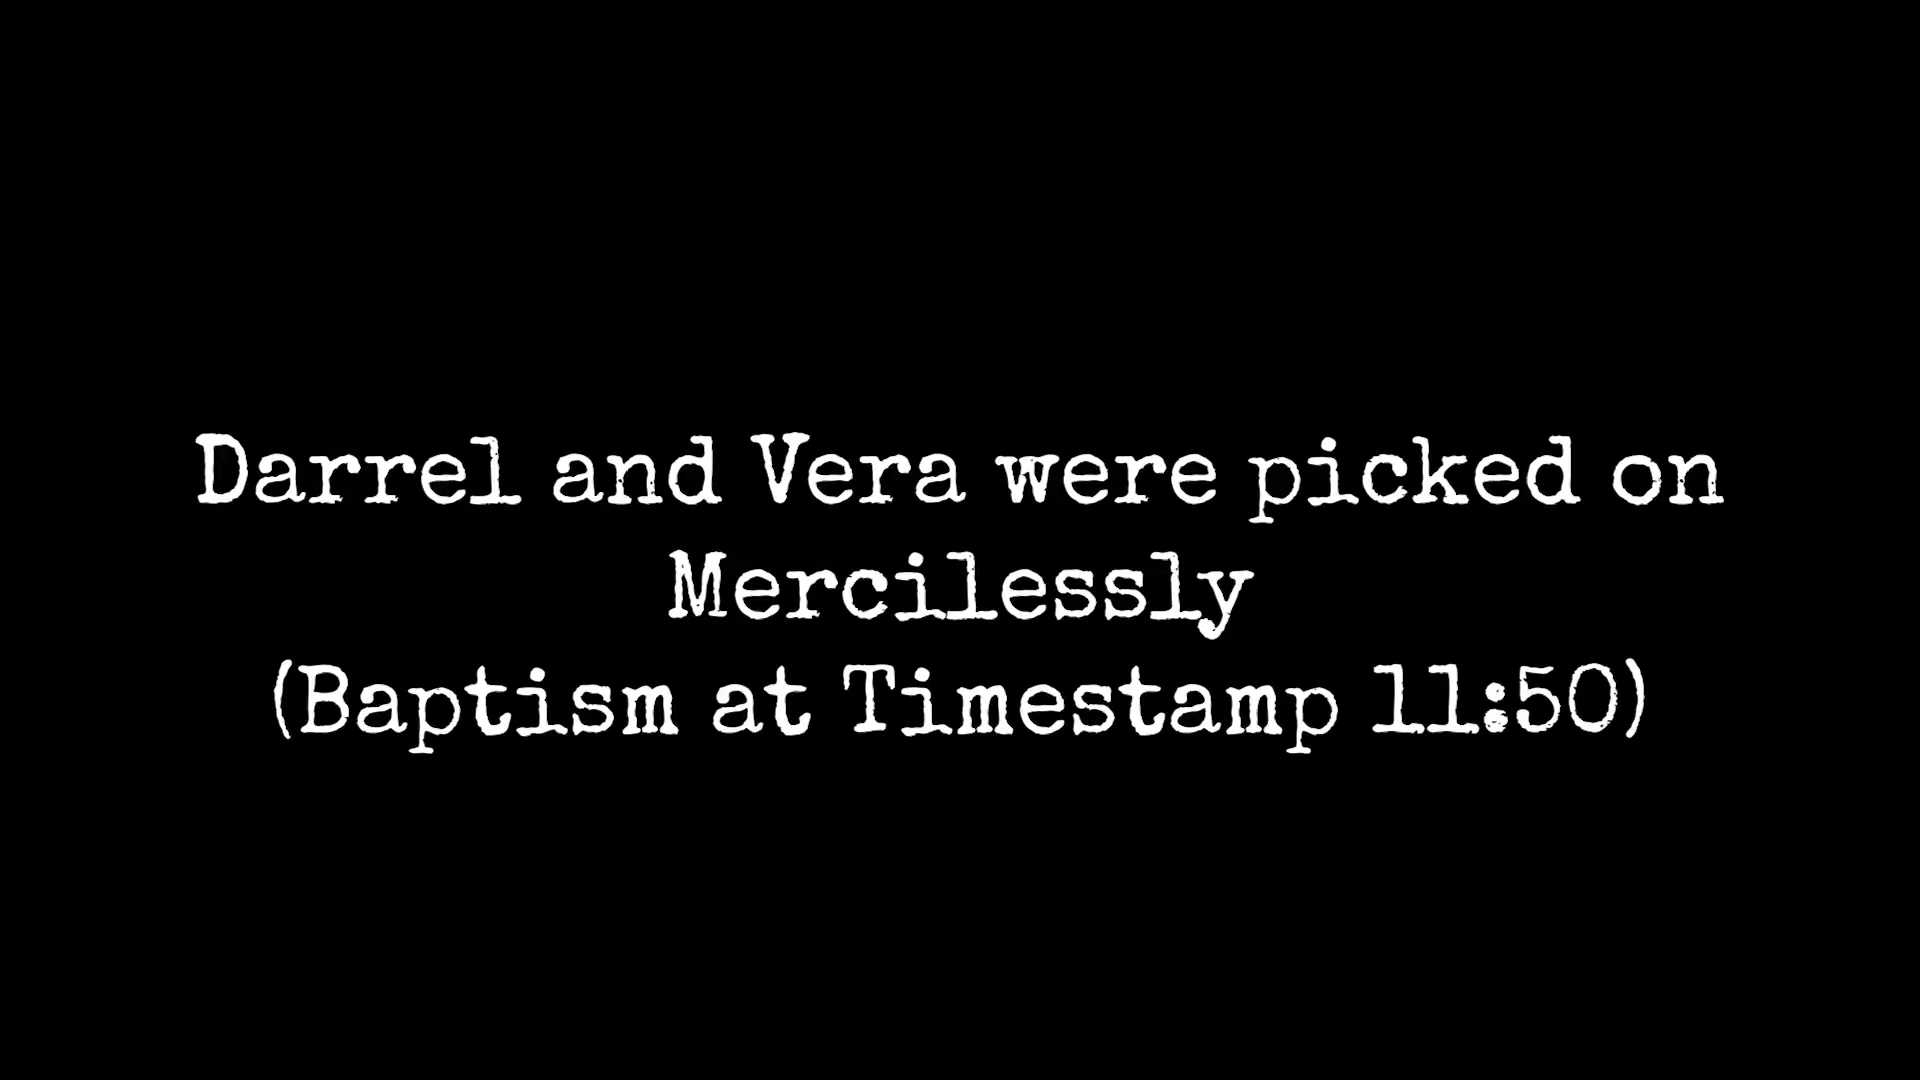 Darrel and Vera were picked on
Mercilessly
(Baptism at Timestamp 11:50)